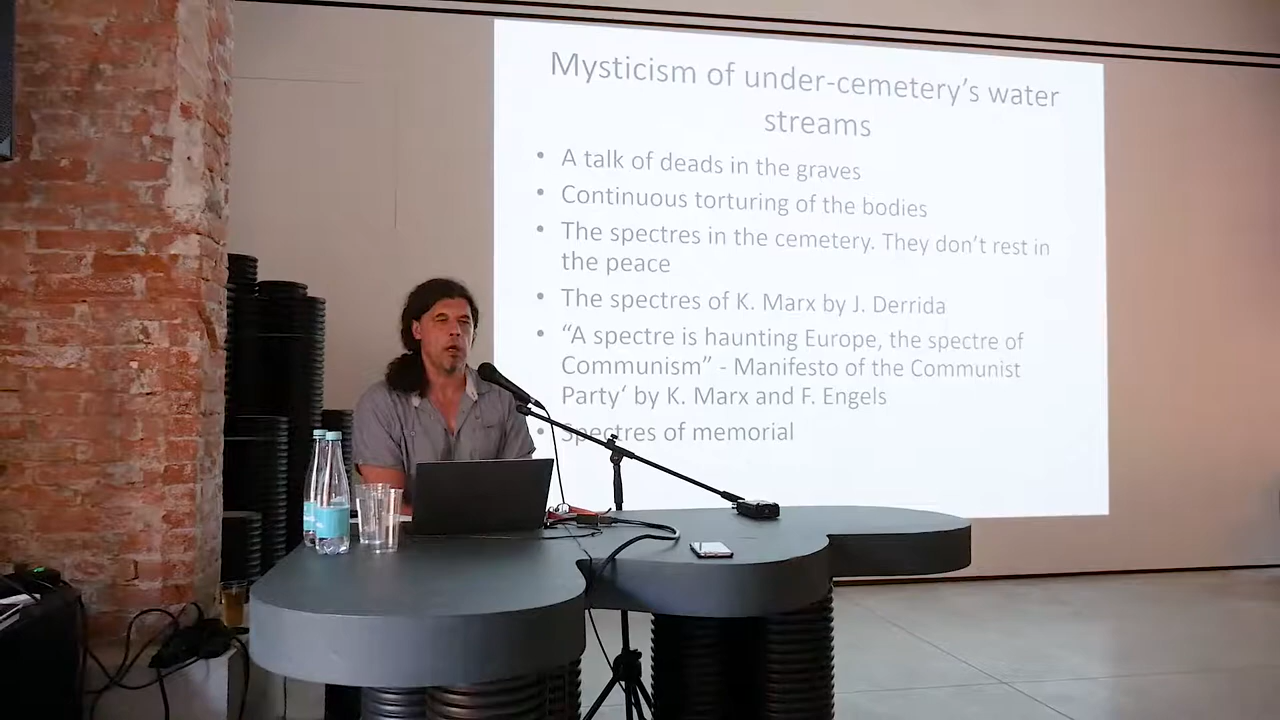 Mysticism of under-cemetery’s water
streams
• A talk of deads in the graves
• Continuous torturing of the bodies
• The spectres in the cemetery. They don’t rest in
the peace
• The spectres of K. Marx by J. Derrida
• “A spectre is haunting Europe, the spectre of
Communism” - Manifesto of the Communist
Party‘ by K. Marx and F. Engels
• Spectres of memorial